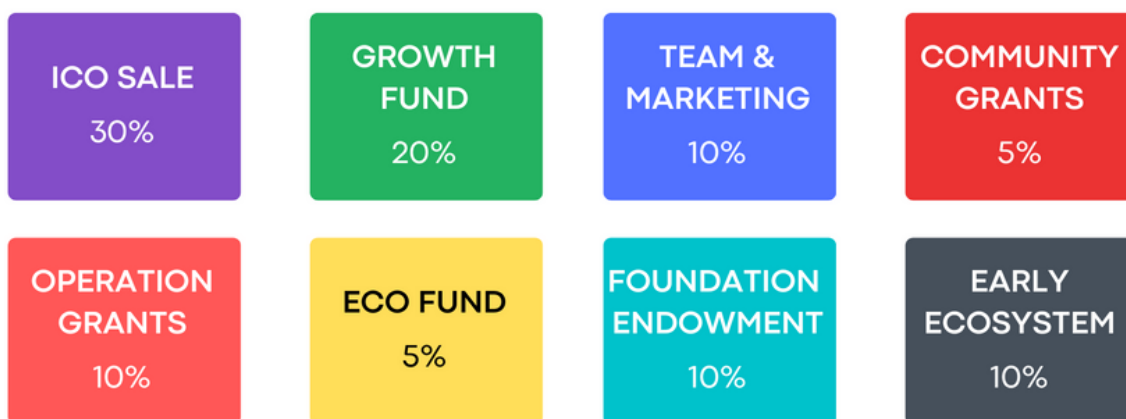 ICO SALE
30%
GROWTH
FUND
20%
TEAM &
MARKETING
10%
COMMUNITY
GRANTS
5%
OPERATION
GRANTS
10%
ECO FUND
5%
FOUNDATION
ENDOWMENT
10%
EARLY
ECOSYSTEM
10%